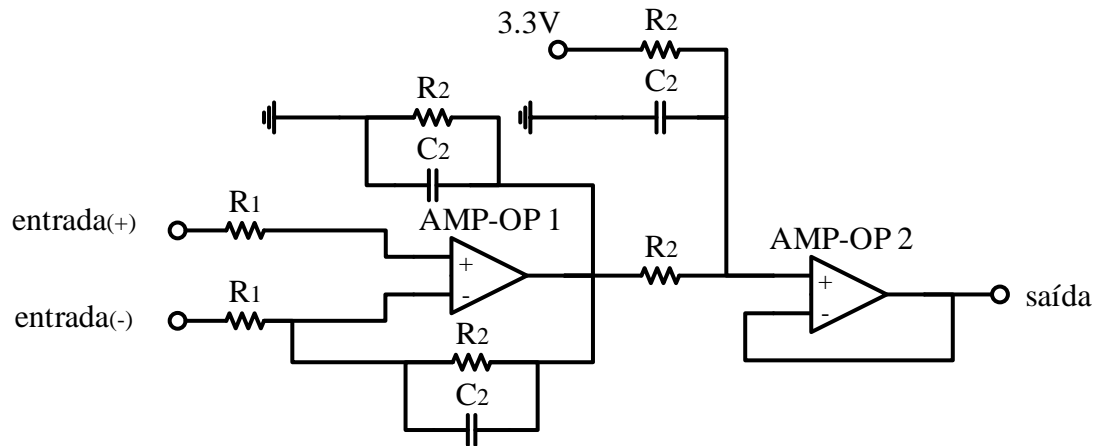 3.3V
R2
C2
R2
C2
entrada(+)
R1
AMP-OP 1
+
-
R2
AMP-OP 2
+
-
saída
entrada(-)
R1
R2
C2